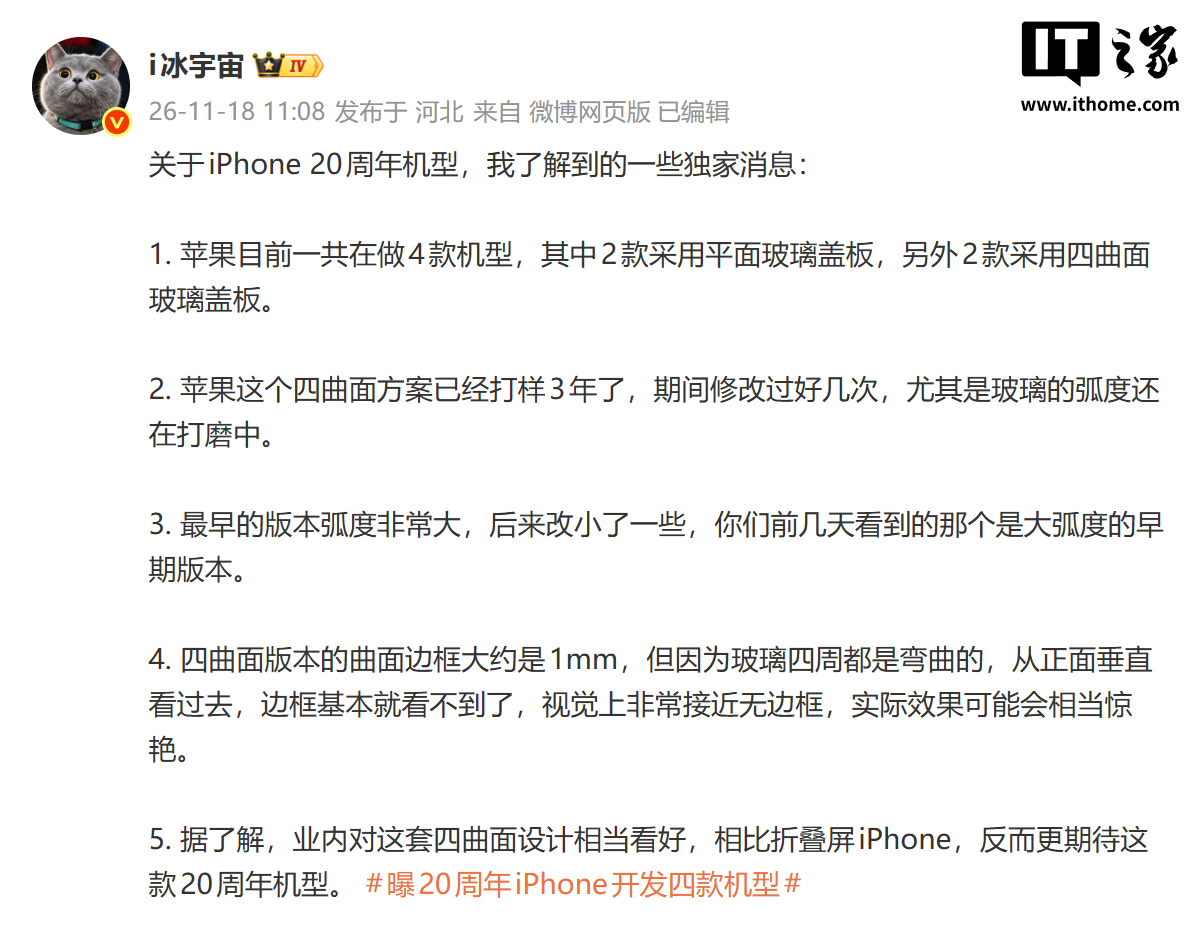 i冰宇宙 IV
IT之家
www.ithome.com
26-11-18 11:08 发布于 河北 来自 微博网页版 已编辑
关于iPhone 20周年机型，我了解到的一些独家消息：
1. 苹果目前一共在做4款机型，其中2款采用平面玻璃盖板，另外2款采用四曲面
玻璃盖板。
2. 苹果这个四曲面方案已经打样3年了，期间修改过好几次，尤其是玻璃的弧度还
在打磨中。
3. 最早的版本弧度非常大，后来改小了一些，你们前几天看到的那个是大弧度的早
期版本。
4. 四曲面版本的曲面边框大约是1mm，但因为玻璃四周都是弯曲的，从正面垂直
看过去，边框基本就看不到了，视觉上非常接近无边框，实际效果可能会相当惊
艳。
5. 据了解，业内对这套四曲面设计相当看好，相比折叠屏iPhone，反而更期待这
款20周年机型。 #曝20周年iPhone开发四款机型#